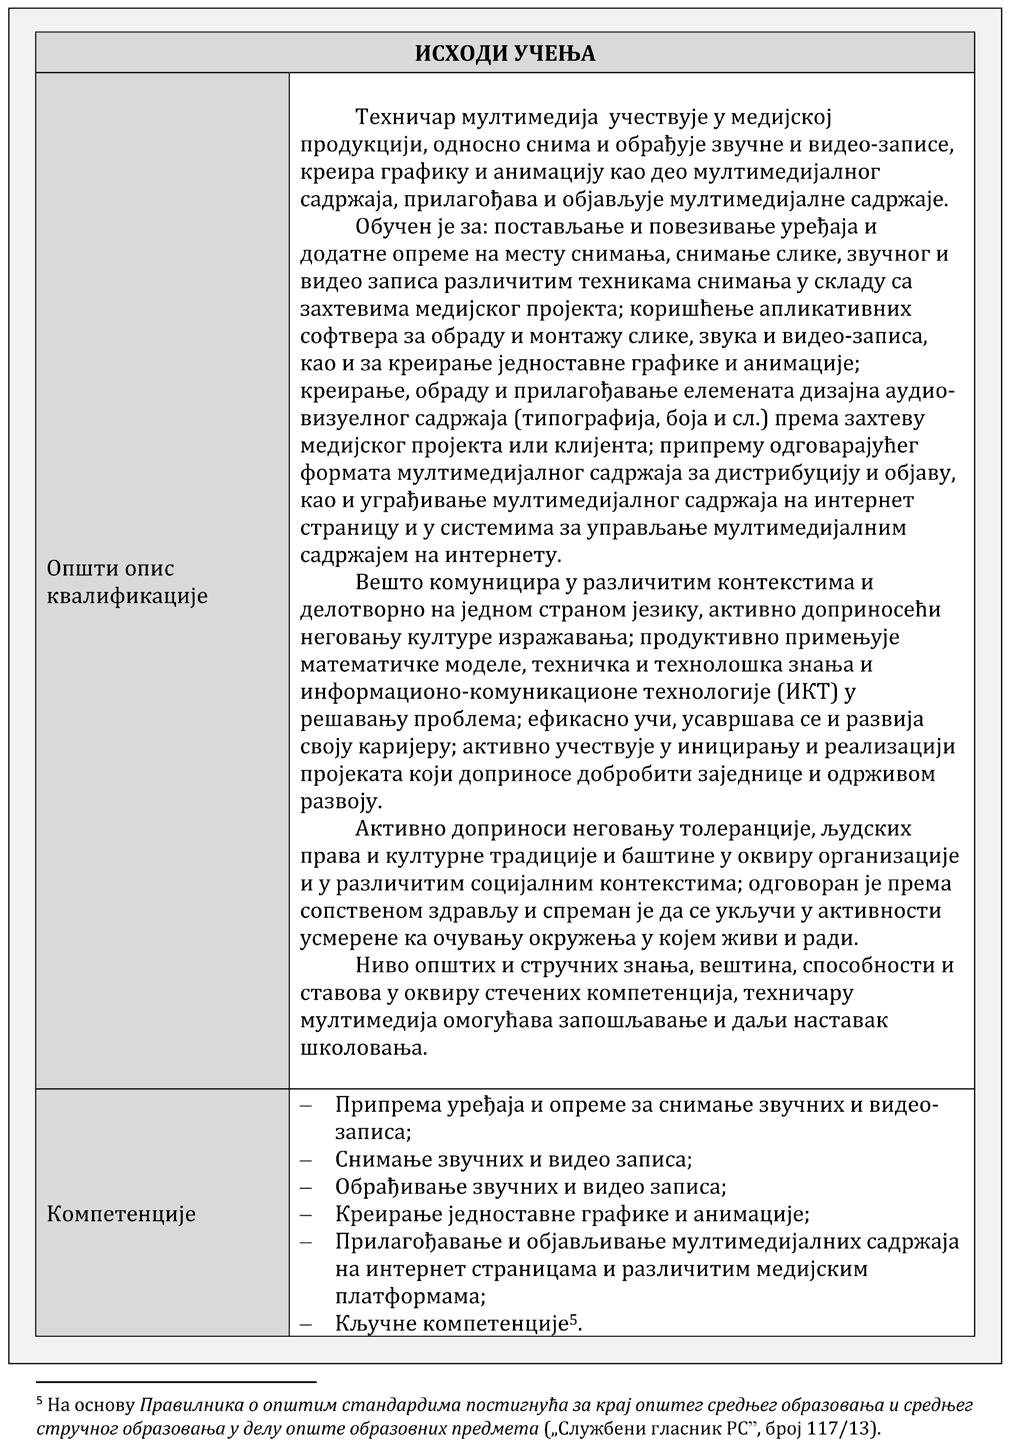 ИСХОДИ УЧЕЊА
Општи опис
квалификације
Техничар мултимедија учествује у медијској
продукцији, односно снима и обрађује звучне и видео-записе,
креира графику и анимацију као део мултимедијалног
садржаја, прилагођава и објављује мултимедијалне садржаје.
Обучен је за: постављање и повезивање уређаја и
додатне опреме на месту снимања, снимање слике, звучног и
видео записа различитим техникама снимања у складу са
захтевима медијског пројекта; коришћење апликативних
софтвера за обраду и монтажу слике, звука и видео-записа,
као и за креирање једноставне графике и анимације;
креирање, обраду и прилагођавање елемената дизајна аудио-
визуелног садржаја (типографија, боја и сл.) према захтеву
медијског пројекта или клијента; припрему одговарајућег
формата мултимедијалног садржаја за дистрибуцију и објаву,
као и уграђивање мултимедијалног садржаја на интернет
страницу и у системима за управљање мултимедијалним
садржајем на интернету.
Вешто комуницира у различитим контекстима и
делотворно на једном страном језику, активно доприносећи
неговању културе изражавања; продуктивно примењује
математичке моделе, техничка и технолошка знања и
информационо-комуникационе технологије (ИКТ) у
решавању проблема; ефикасно учи, усавршава се и развија
своју каријеру; активно учествује у иницирању и реализацији
пројеката који доприносе добробити заједнице и одрживом
развоју.
Активно доприноси неговању толеранције, људских
права и културне традиције и баштине у оквиру организације
и у различитим социјалним контекстима; одговоран је према
сопственом здрављу и спреман је да се укључи у активности
усмерене ка очувању окружења у којем живи и ради.
Ниво општих и стручних знања, вештина, способности и
ставова у оквиру стечених компетенција, техничару
мултимедија омогућава запошљавање и даљи наставак
школовања.
Компетенције
– Припрема уређаја и опреме за снимање звучних и видео-
записа;
– Снимање звучних и видео записа;
– Обрађивање звучних и видео записа;
– Креирање једноставне графике и анимације;
– Прилагођавање и објављивање мултимедијалних садржаја
на интернет страницама и различитим медијским
платформама;
– Кључне компетенције⁵.
⁵ На основу Правилника о општим стандардима постигнућа за крај општег средњег образовања и средњег
стручног образовања у делу опште образовних предмета („Службени гласник РС”, број 117/13).